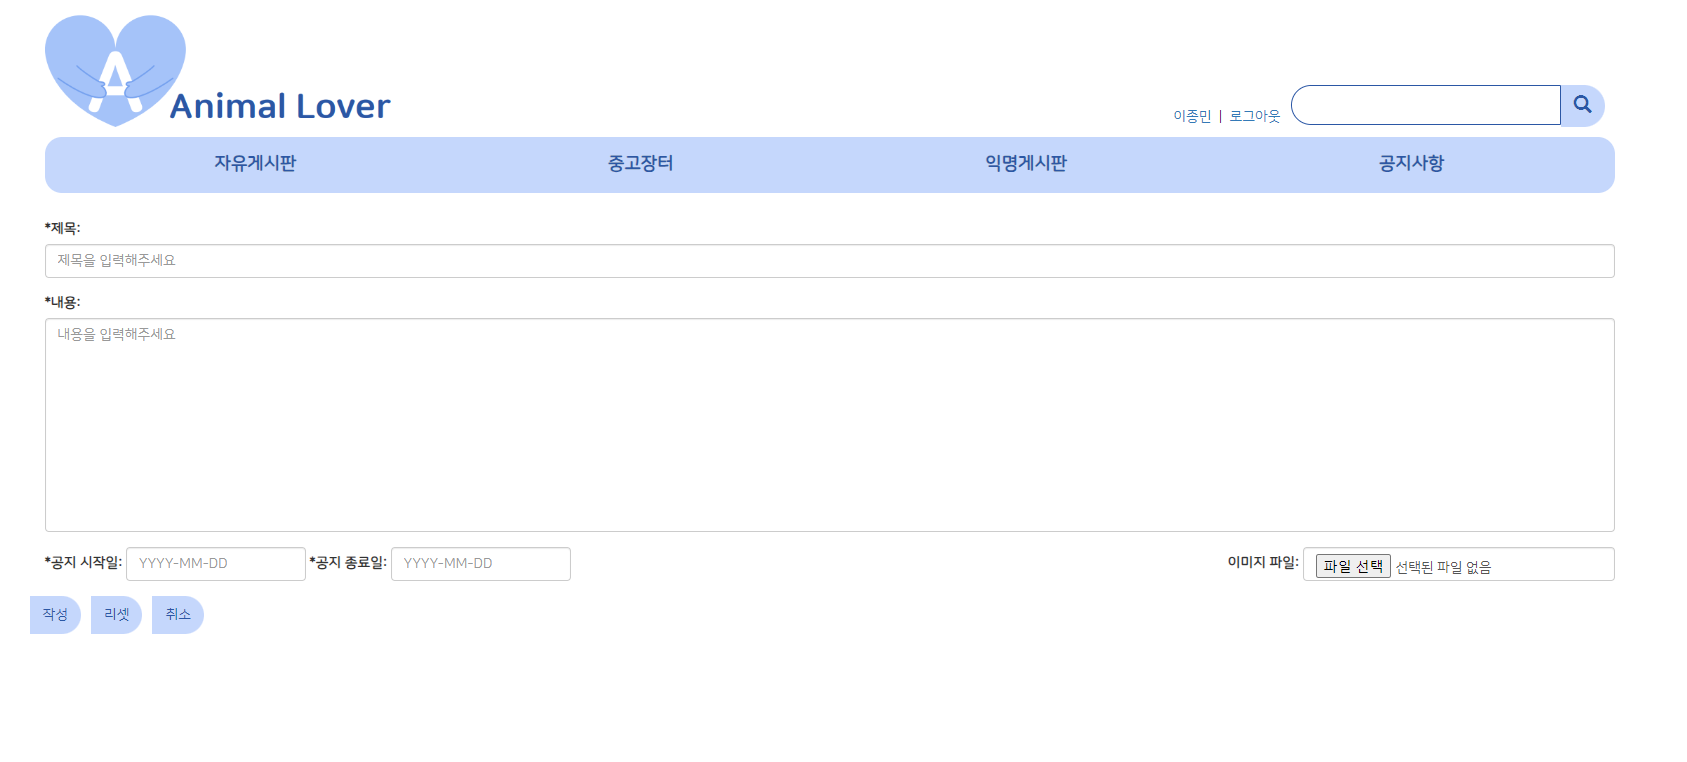 A
Animal Lover
이종민 | 로그아웃
자유게시판 중고장터 익명게시판 공지사항
*제목:
제목을 입력해주세요
*내용:
내용을 입력해주세요
*공지 시작일: YYYY-MM-DD *공지 종료일: YYYY-MM-DD 이미지 파일: 파일 선택 선택된 파일 없음
작성 리셋 취소